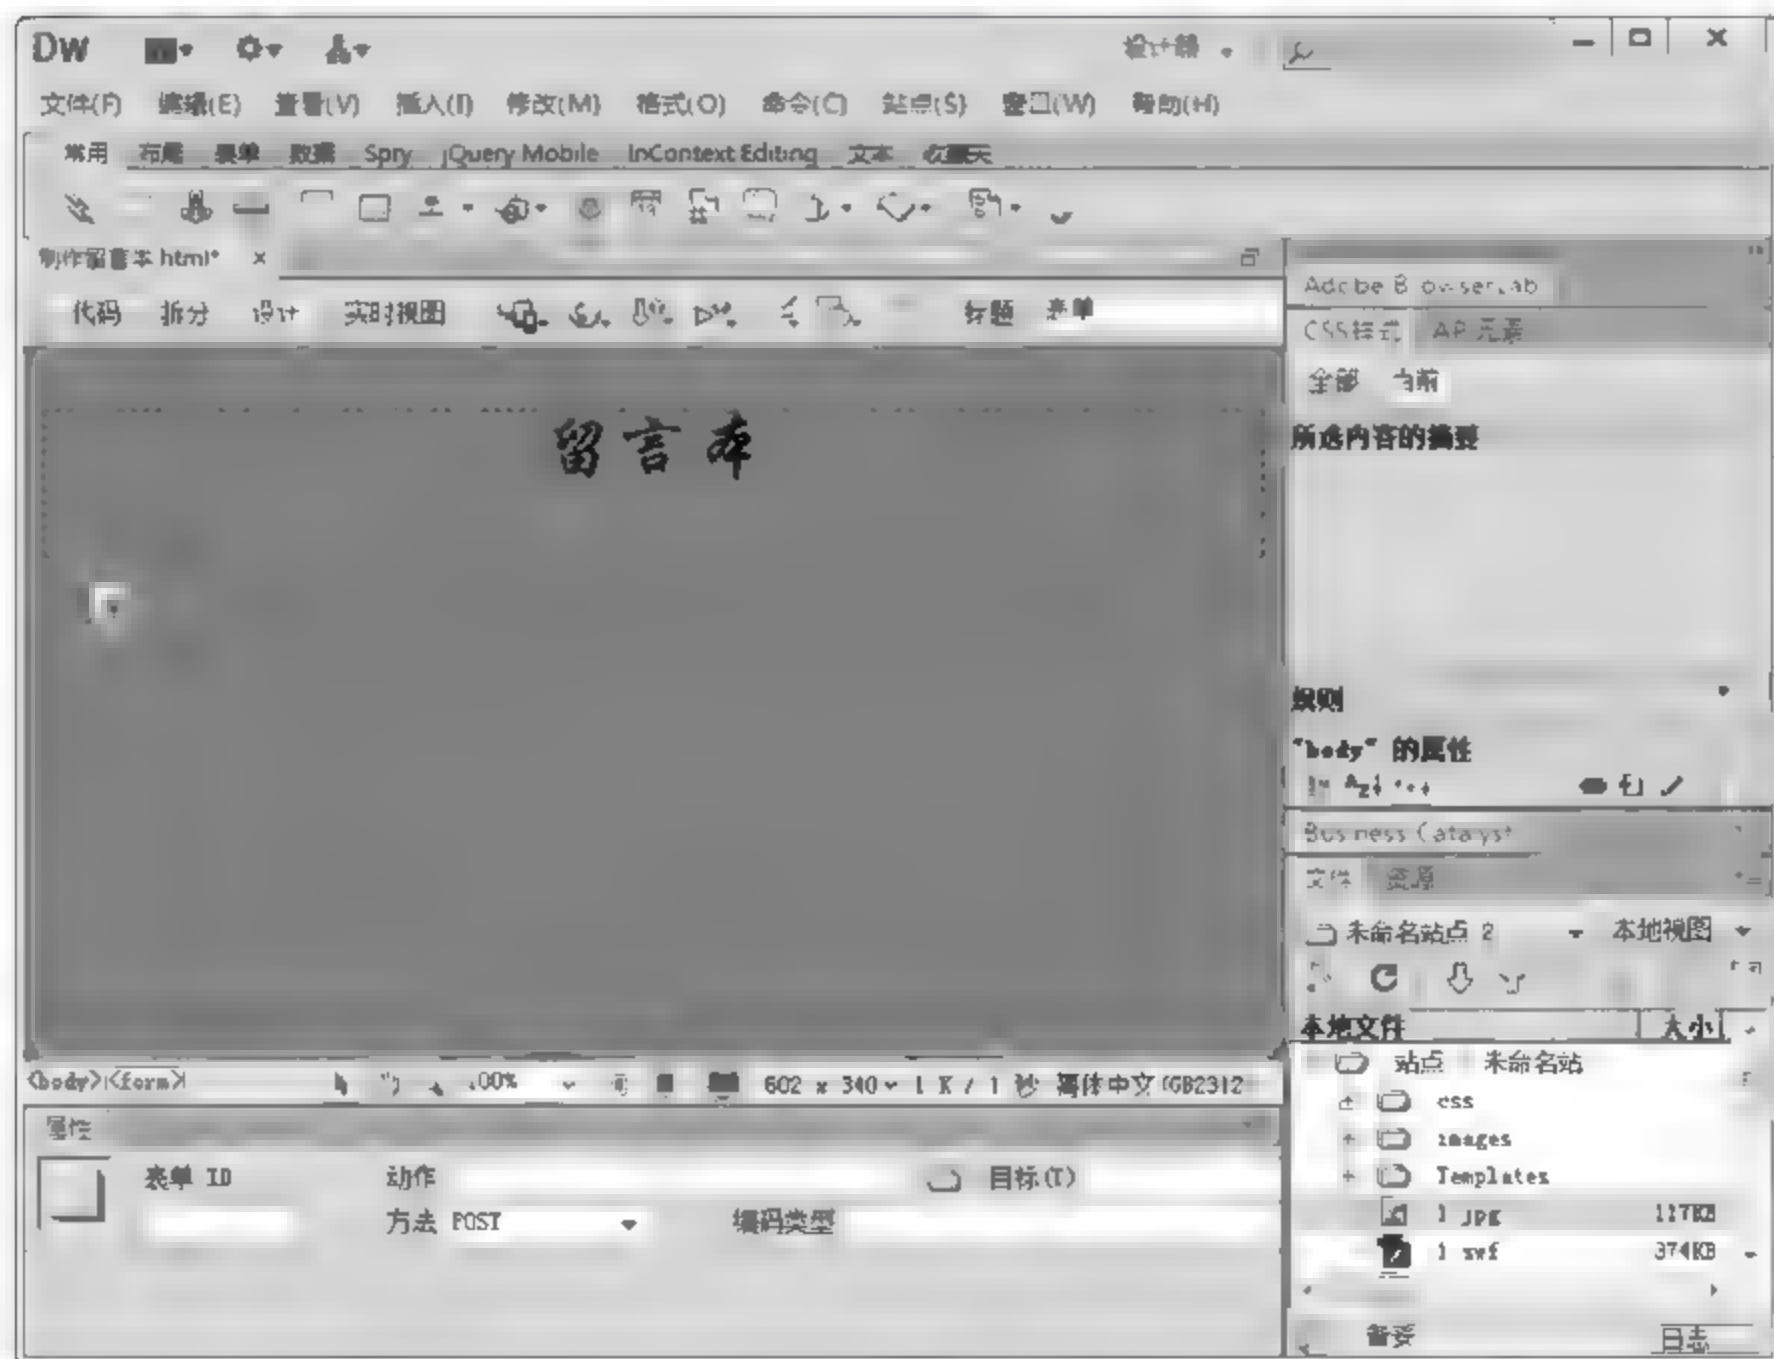 Dw 设计器
文件(F) 编辑(E) 查看(V) 插入(I) 修改(M) 格式(O) 命令(C) 站点(S) 窗口(W) 帮助(H)
常用 布局 表单 数据 Spry jQuery Mobile InContext Editing 文本 收藏夹
制作留言本.html* ×
代码 拆分 设计 实时视图 标题 表单
留言本
<body><form>
100% 602 x 340 1 K / 1 秒 简体中文(GB2312
属性
表单 ID 动作 目标(T)
方法 POST 编码类型
Adobe BrowserLab
CSS样式 AP 元素
全部 当前
所选内容的摘要
规则
"body" 的属性
Business Catalyst
文件 资源
未命名站点 2 本地视图
本地文件 大小
站点 未命名站
css
images
Templates
1.jpg 117KB
1.swf 374KB
备妥 日志